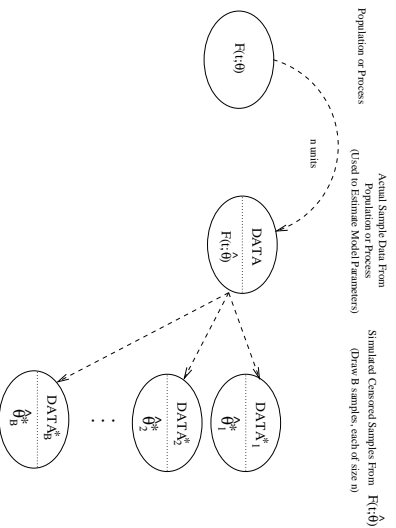 Population or Process
F(t;θ)
n units
Actual Sample Data From
Population or Process
(Used to Estimate Model Parameters)
DATA
F(t;θ̂)
Simulated Censored Samples From F(t;θ̂)
(Draw B samples, each of size n)
DATA*₁
θ̂*₁
DATA*₂
θ̂*₂
. . .
DATA*_B
θ̂*_B